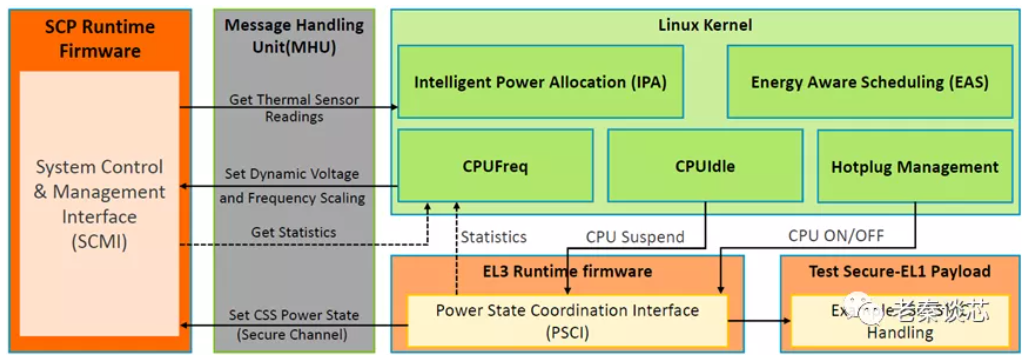 SCP Runtime
Firmware
System Control
& Management
Interface
(SCMI)
Message Handling
Unit(MHU)
Get Thermal Sensor
Readings
Set Dynamic Voltage
and Frequency Scaling
Get Statistics
Set CSS Power State
(Secure Channel)
Linux Kernel
Intelligent Power Allocation (IPA)
Energy Aware Scheduling (EAS)
CPUFreq
CPUIdle
Hotplug Management
Statistics
CPU Suspend
CPU ON/OFF
EL3 Runtime firmware
Power State Coordination Interface
(PSCI)
Test Secure-EL1 Payload
Handling
老秦谈芯